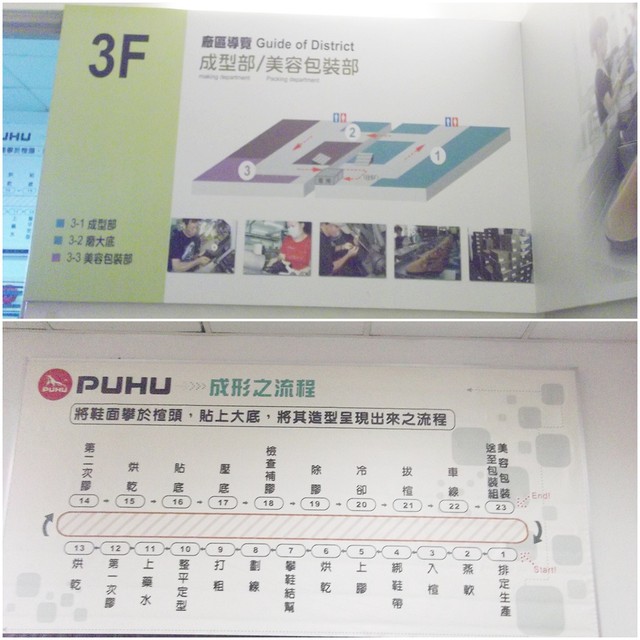 3F
廠區導覽 Guide of District
成型部/美容包裝部
making department Packing department
2
1
3
3-1 成型部
3-2 磨大底
3-3 美容包裝部
PUHU
PUHU 成形之流程
將鞋面攀於楦頭，貼上大底，將其造型呈現出來之流程
第二次膠 烘乾 貼底 壓底 檢查補膠 除膠 冷卻 拔楦 車線 美容包裝送至包裝組
14 15 16 17 18 19 20 21 22 23
End!
13 12 11 10 9 8 7 6 5 4 3 2 1
Start!
烘乾 第一次膠 上藥水 整平定型 打粗 劃線 攀鞋結幫 烘乾 上膠 綁鞋帶 入楦 蒸軟 排定生產